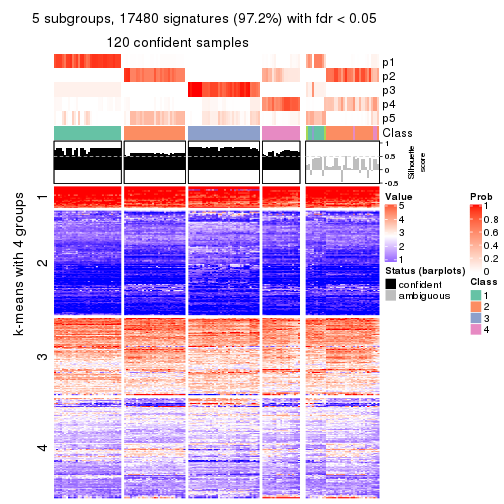 5 subgroups, 17480 signatures (97.2%) with fdr < 0.05
120 confident samples
p1
p2
p3
p4
p5
Class
1
0.5
0
-0.5
Silhouette
score
k-means with 4 groups
1
2
3
4
Value
5
4
3
2
1
Status (barplots)
confident
ambiguous
Prob
1
0.8
0.6
0.4
0.2
0
Class
1
2
3
4